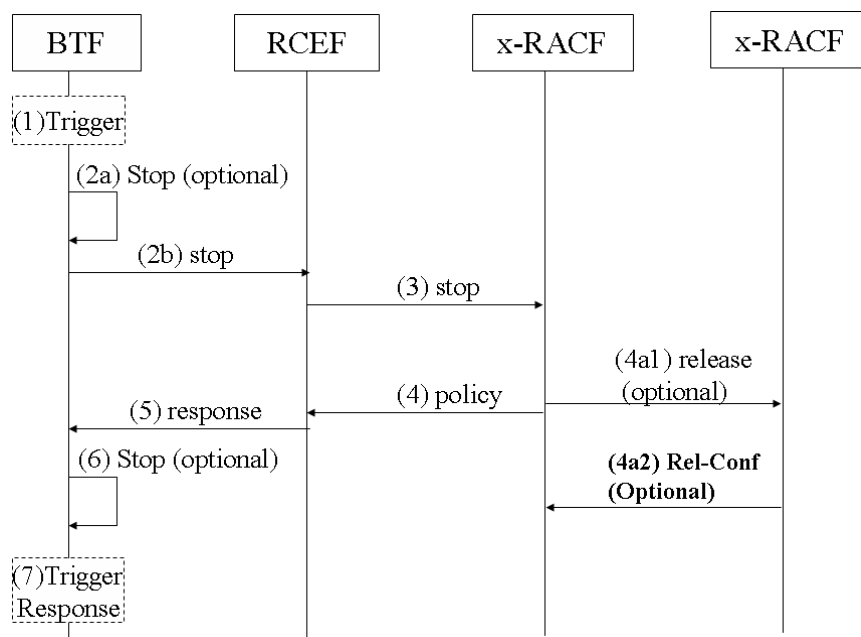 BTF
RCEF
x-RACF
x-RACF
(1)Trigger
(2a) Stop (optional)
(2b) stop
(3) stop
(4a1) release
(optional)
(4) policy
(5) response
(6) Stop (optional)
(4a2) Rel-Conf
(Optional)
(7)Trigger
Response